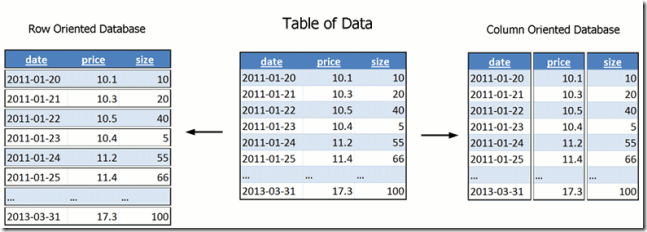 Row Oriented Database
date price size
2011-01-20 10.1 10
2011-01-21 10.3 20
2011-01-22 10.5 40
2011-01-23 10.4 5
2011-01-24 11.2 55
2011-01-25 11.4 66
... ... ...
2013-03-31 17.3 100
Table of Data
date price size
2011-01-20 10.1 10
2011-01-21 10.3 20
2011-01-22 10.5 40
2011-01-23 10.4 5
2011-01-24 11.2 55
2011-01-25 11.4 66
... ... ...
2013-03-31 17.3 100
Column Oriented Database
date price size
2011-01-20 10.1 10
2011-01-21 10.3 20
2011-01-22 10.5 40
2011-01-23 10.4 5
2011-01-24 11.2 55
2011-01-25 11.4 66
... ... ...
2013-03-31 17.3 100